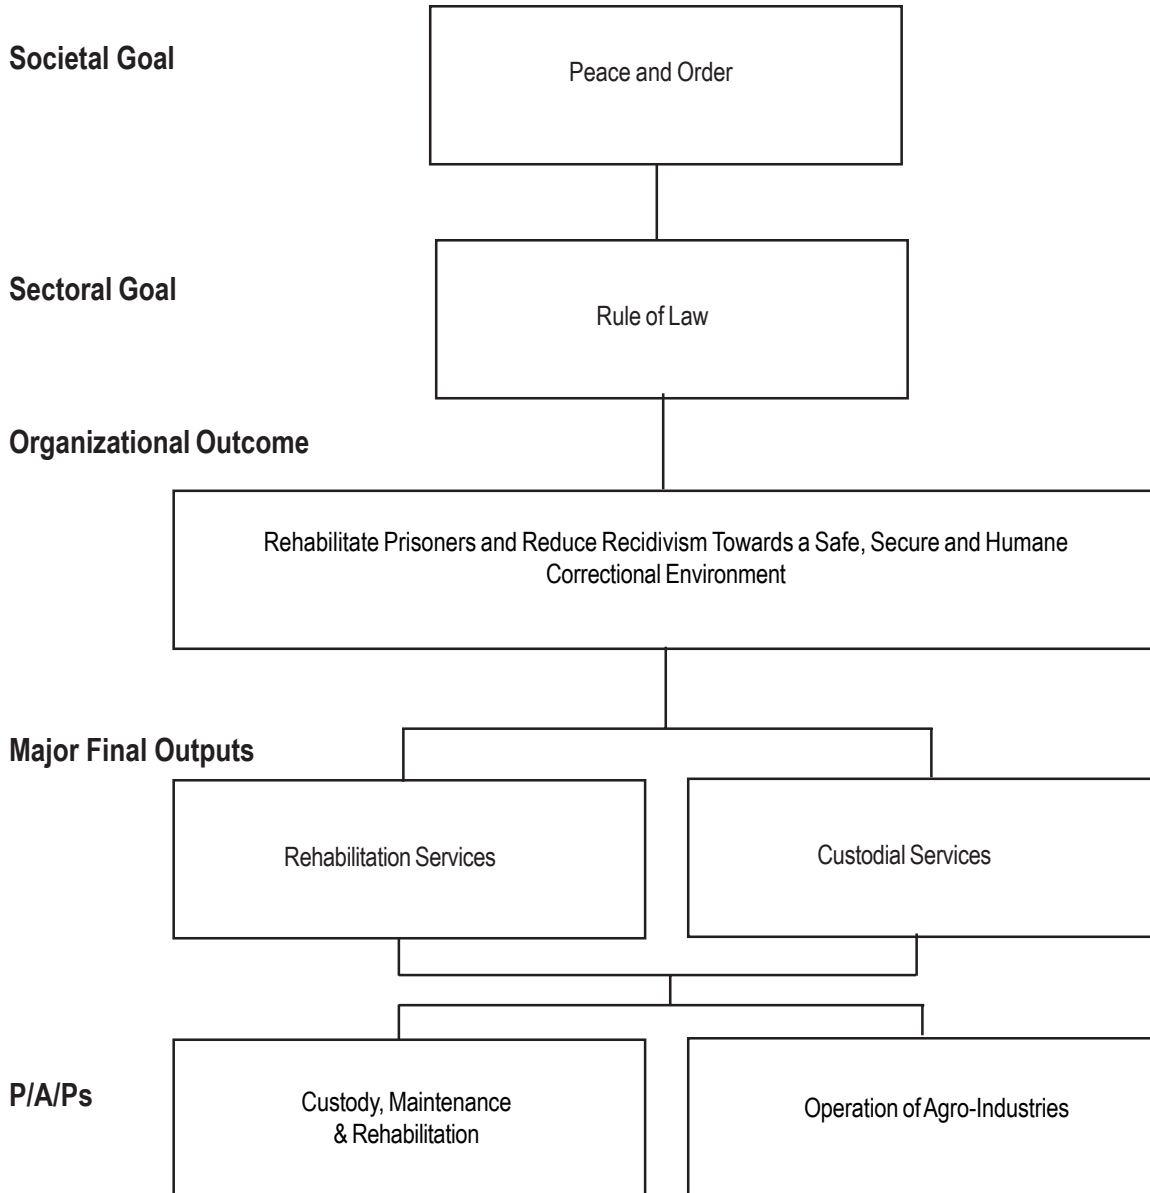 Societal Goal
Peace and Order
Sectoral Goal
Rule of Law
Organizational Outcome
Rehabilitate Prisoners and Reduce Recidivism Towards a Safe, Secure and Humane
Correctional Environment
Major Final Outputs
Rehabilitation Services
Custodial Services
P/A/Ps
Custody, Maintenance
& Rehabilitation
Operation of Agro-Industries